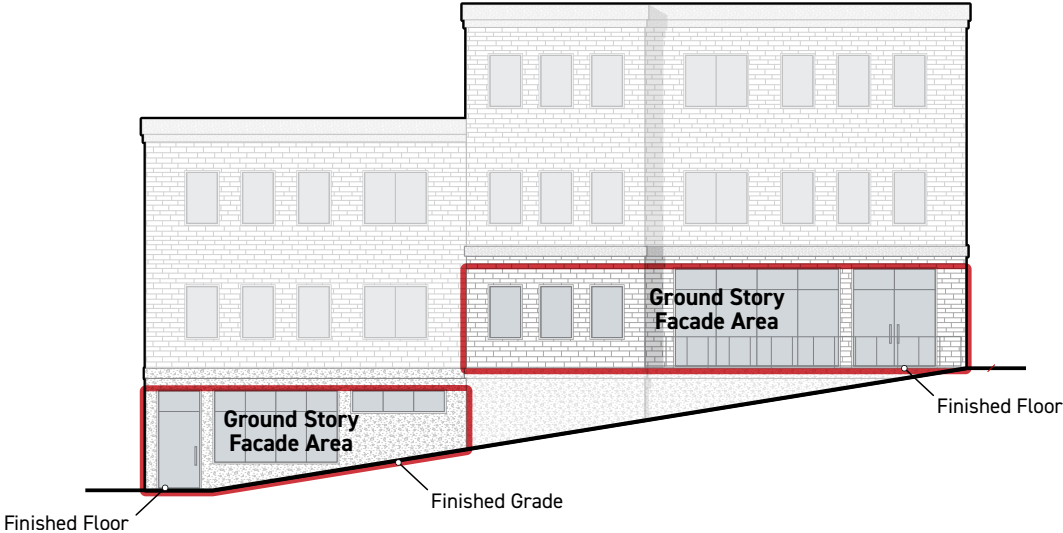 Ground Story
Facade Area
Finished Floor
Ground Story
Facade Area
Finished Grade
Finished Floor